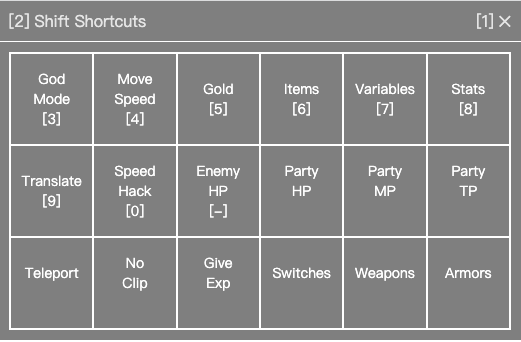 [2] Shift Shortcuts [1] ×
God Mode [3]
Move Speed [4]
Gold [5]
Items [6]
Variables [7]
Stats [8]
Translate [9]
Speed Hack [0]
Enemy HP [-]
Party HP
Party MP
Party TP
Teleport
No Clip
Give Exp
Switches
Weapons
Armors